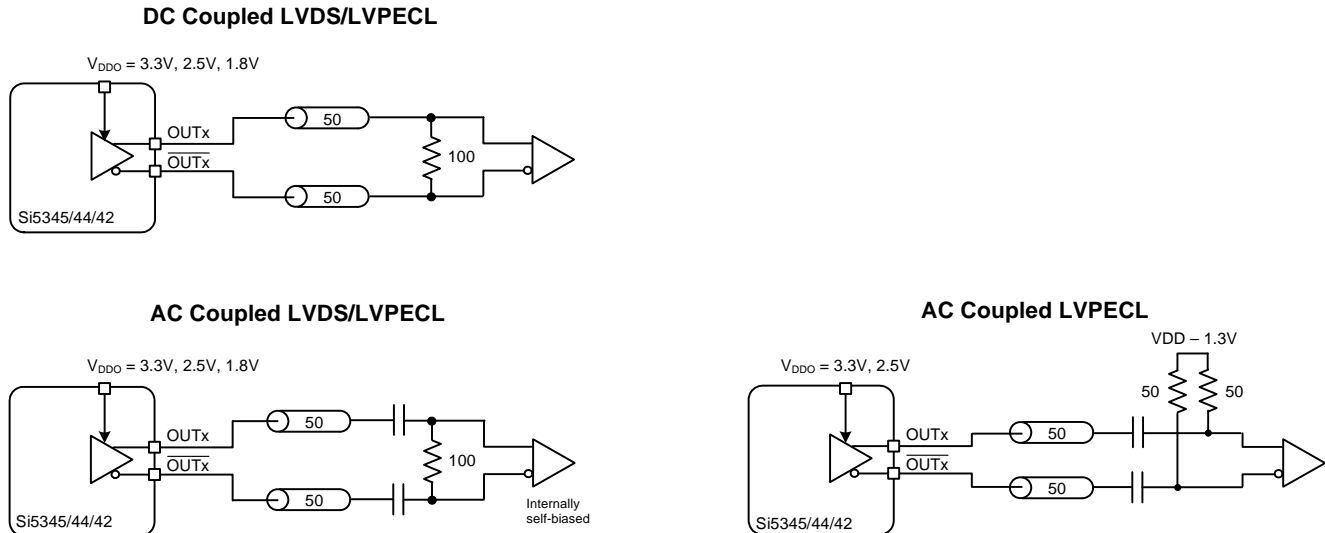 DC Coupled LVDS/LVPECL
VDDO = 3.3V, 2.5V, 1.8V
OUTx
OUTx
50
50
100
Si5345/44/42
AC Coupled LVDS/LVPECL
VDDO = 3.3V, 2.5V, 1.8V
OUTx
OUTx
50
50
100
Internally
self-biased
Si5345/44/42
AC Coupled LVPECL
VDD – 1.3V
VDDO = 3.3V, 2.5V
50
50
OUTx
OUTx
50
50
Si5345/44/42